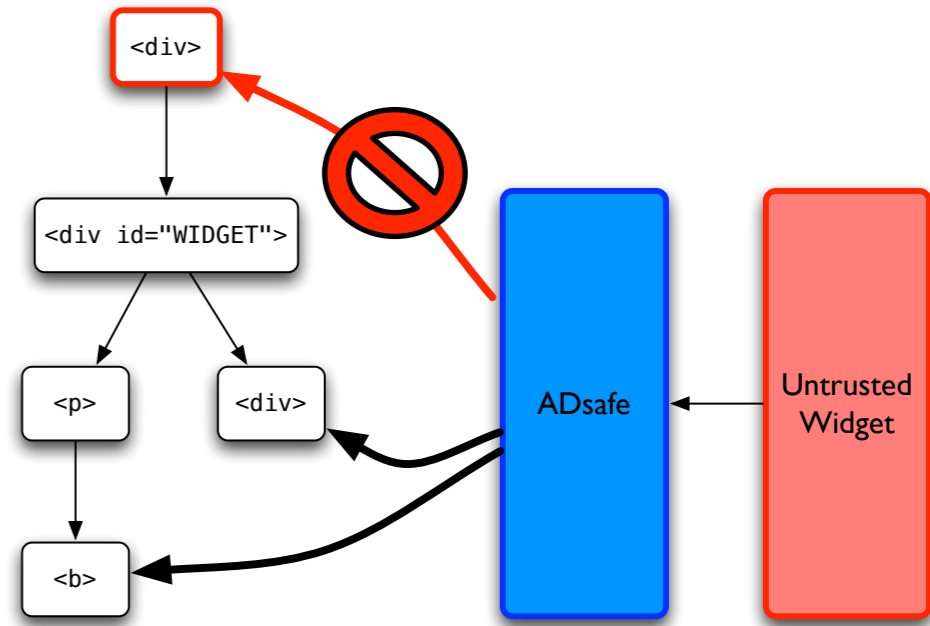 <div>
<div id="WIDGET">
<p>
<div>
<b>
ADsafe
Untrusted
Widget